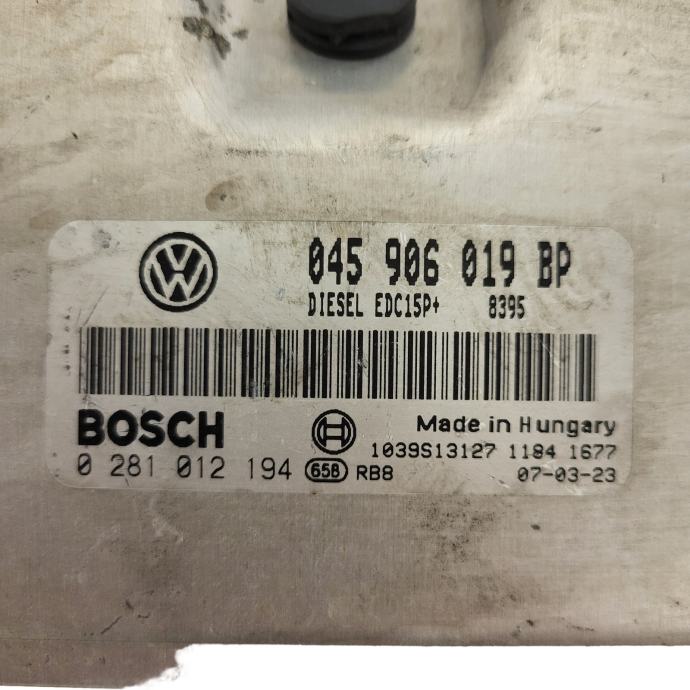 045 906 019 BP
DIESEL EDC15P+ 8395
BOSCH
Made in Hungary
1039S13127 1184 1677
0 281 012 194 658 RB8 07-03-23